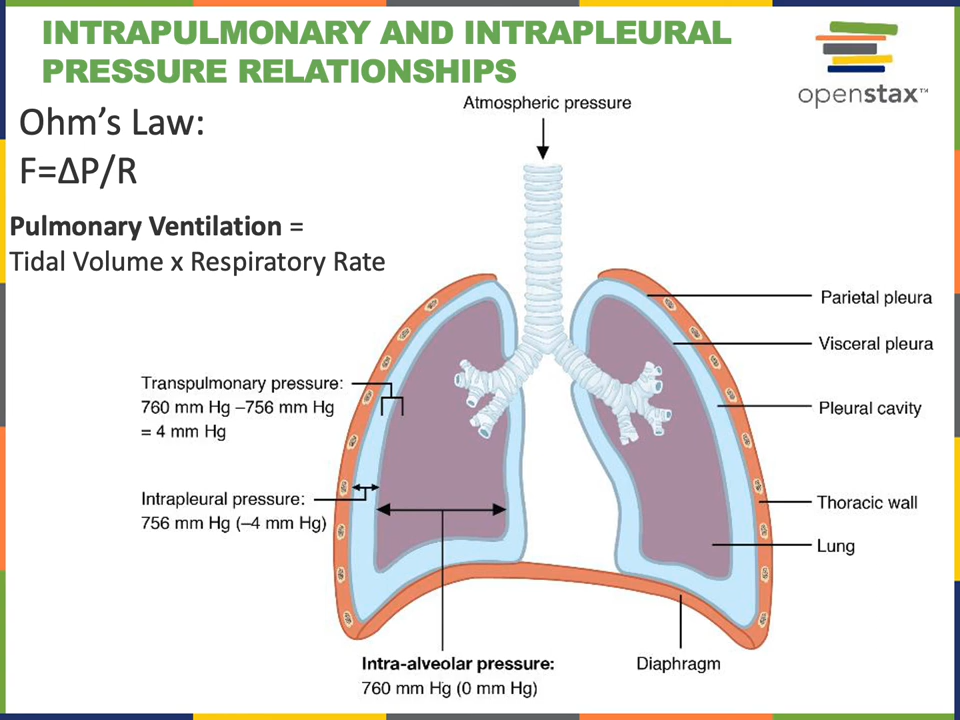 INTRAPULMONARY AND INTRAPLEURAL
PRESSURE RELATIONSHIPS
openstax™
Ohm's Law:
F=ΔP/R
Pulmonary Ventilation =
Tidal Volume x Respiratory Rate
Atmospheric pressure
Parietal pleura
Visceral pleura
Pleural cavity
Thoracic wall
Lung
Transpulmonary pressure:
760 mm Hg –756 mm Hg
= 4 mm Hg
Intrapleural pressure:
756 mm Hg (–4 mm Hg)
Intra-alveolar pressure:
760 mm Hg (0 mm Hg)
Diaphragm